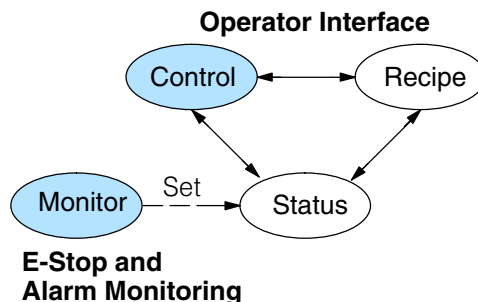 Operator Interface
Control
Recipe
Set
Monitor
Status
E-Stop and
Alarm Monitoring